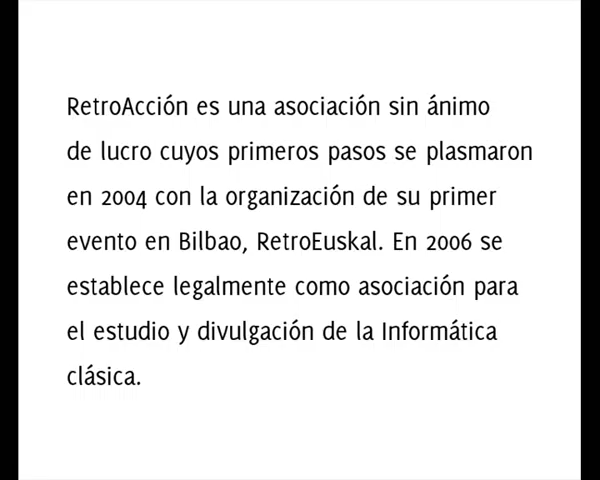 RetroAcción es una asociación sin ánimo
de lucro cuyos primeros pasos se plasmaron
en 2004 con la organización de su primer
evento en Bilbao, RetroEuskal. En 2006 se
establece legalmente como asociación para
el estudio y divulgación de la Informática
clásica.